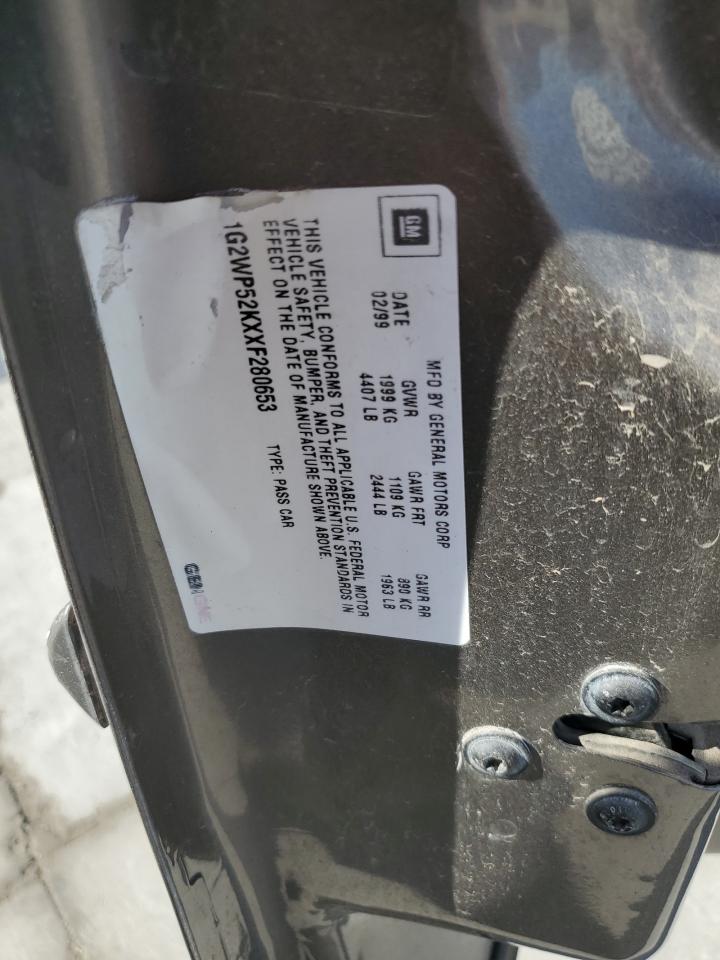 GM
MFD BY GENERAL MOTORS CORP
DATE GVWR GAWR FRT GAWR RR
02/99 1999 KG 1109 KG 890 KG
4407 LB 2444 LB 1963 LB
THIS VEHICLE CONFORMS TO ALL APPLICABLE U.S. FEDERAL MOTOR
VEHICLE SAFETY, BUMPER, AND THEFT PREVENTION STANDARDS IN
EFFECT ON THE DATE OF MANUFACTURE SHOWN ABOVE.
1G2WP52KXXF280653 TYPE: PASS CAR